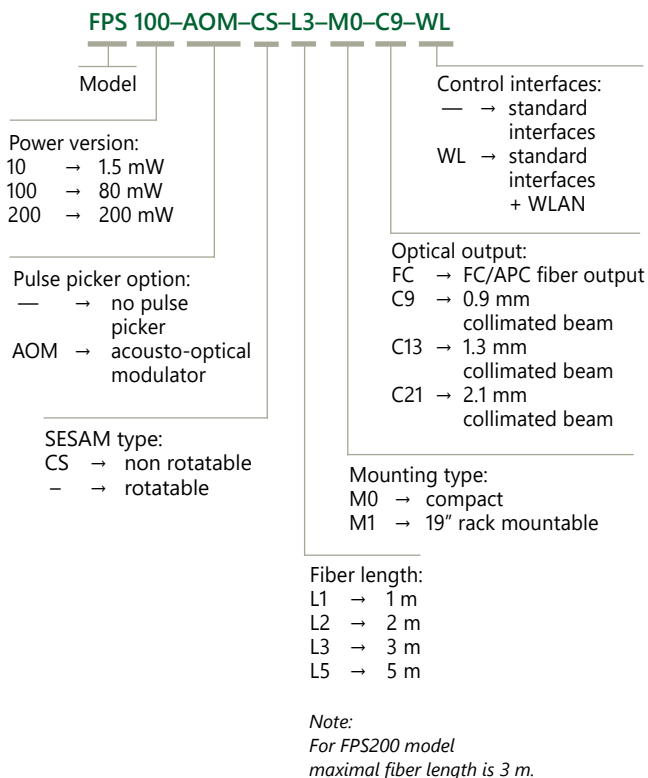 FPS 100–AOM–CS–L3–M0–C9–WL
Model
Power version:
10 → 1.5 mW
100 → 80 mW
200 → 200 mW
Pulse picker option:
— → no pulse
picker
AOM → acousto-optical
modulator
SESAM type:
CS → non rotatable
– → rotatable
Fiber length:
L1 → 1 m
L2 → 2 m
L3 → 3 m
L5 → 5 m
Note:
For FPS200 model
maximal fiber length is 3 m.
Mounting type:
M0 → compact
M1 → 19″ rack mountable
Optical output:
FC → FC/APC fiber output
C9 → 0.9 mm
collimated beam
C13 → 1.3 mm
collimated beam
C21 → 2.1 mm
collimated beam
Control interfaces:
— → standard
interfaces
WL → standard
interfaces
+ WLAN